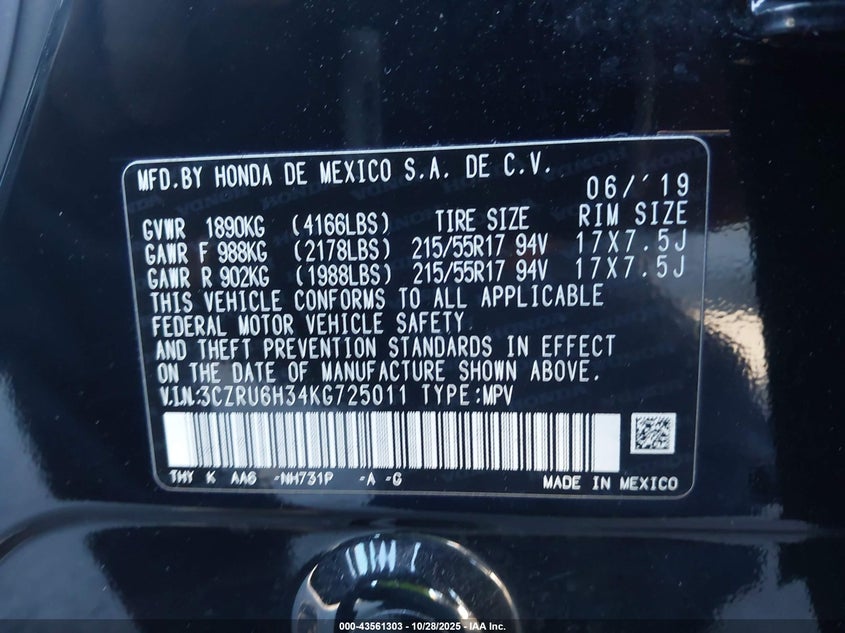 MFD.BY HONDA DE MEXICO S.A. DE C.V.
06/'19
GVWR 1890KG (4166LBS) TIRE SIZE RIM SIZE
GAWR F 988KG (2178LBS) 215/55R17 94V 17X7.5J
GAWR R 902KG (1988LBS) 215/55R17 94V 17X7.5J
THIS VEHICLE CONFORMS TO ALL APPLICABLE
FEDERAL MOTOR VEHICLE SAFETY
AND THEFT PREVENTION STANDARDS IN EFFECT
ON THE DATE OF MANUFACTURE SHOWN ABOVE.
V.I.N:3CZRU6H34KG725011 TYPE:MPV
THY K AA6 -NH731P -A -G MADE IN MEXICO
000-43561303 | 10/28/2025 - IAA Inc.